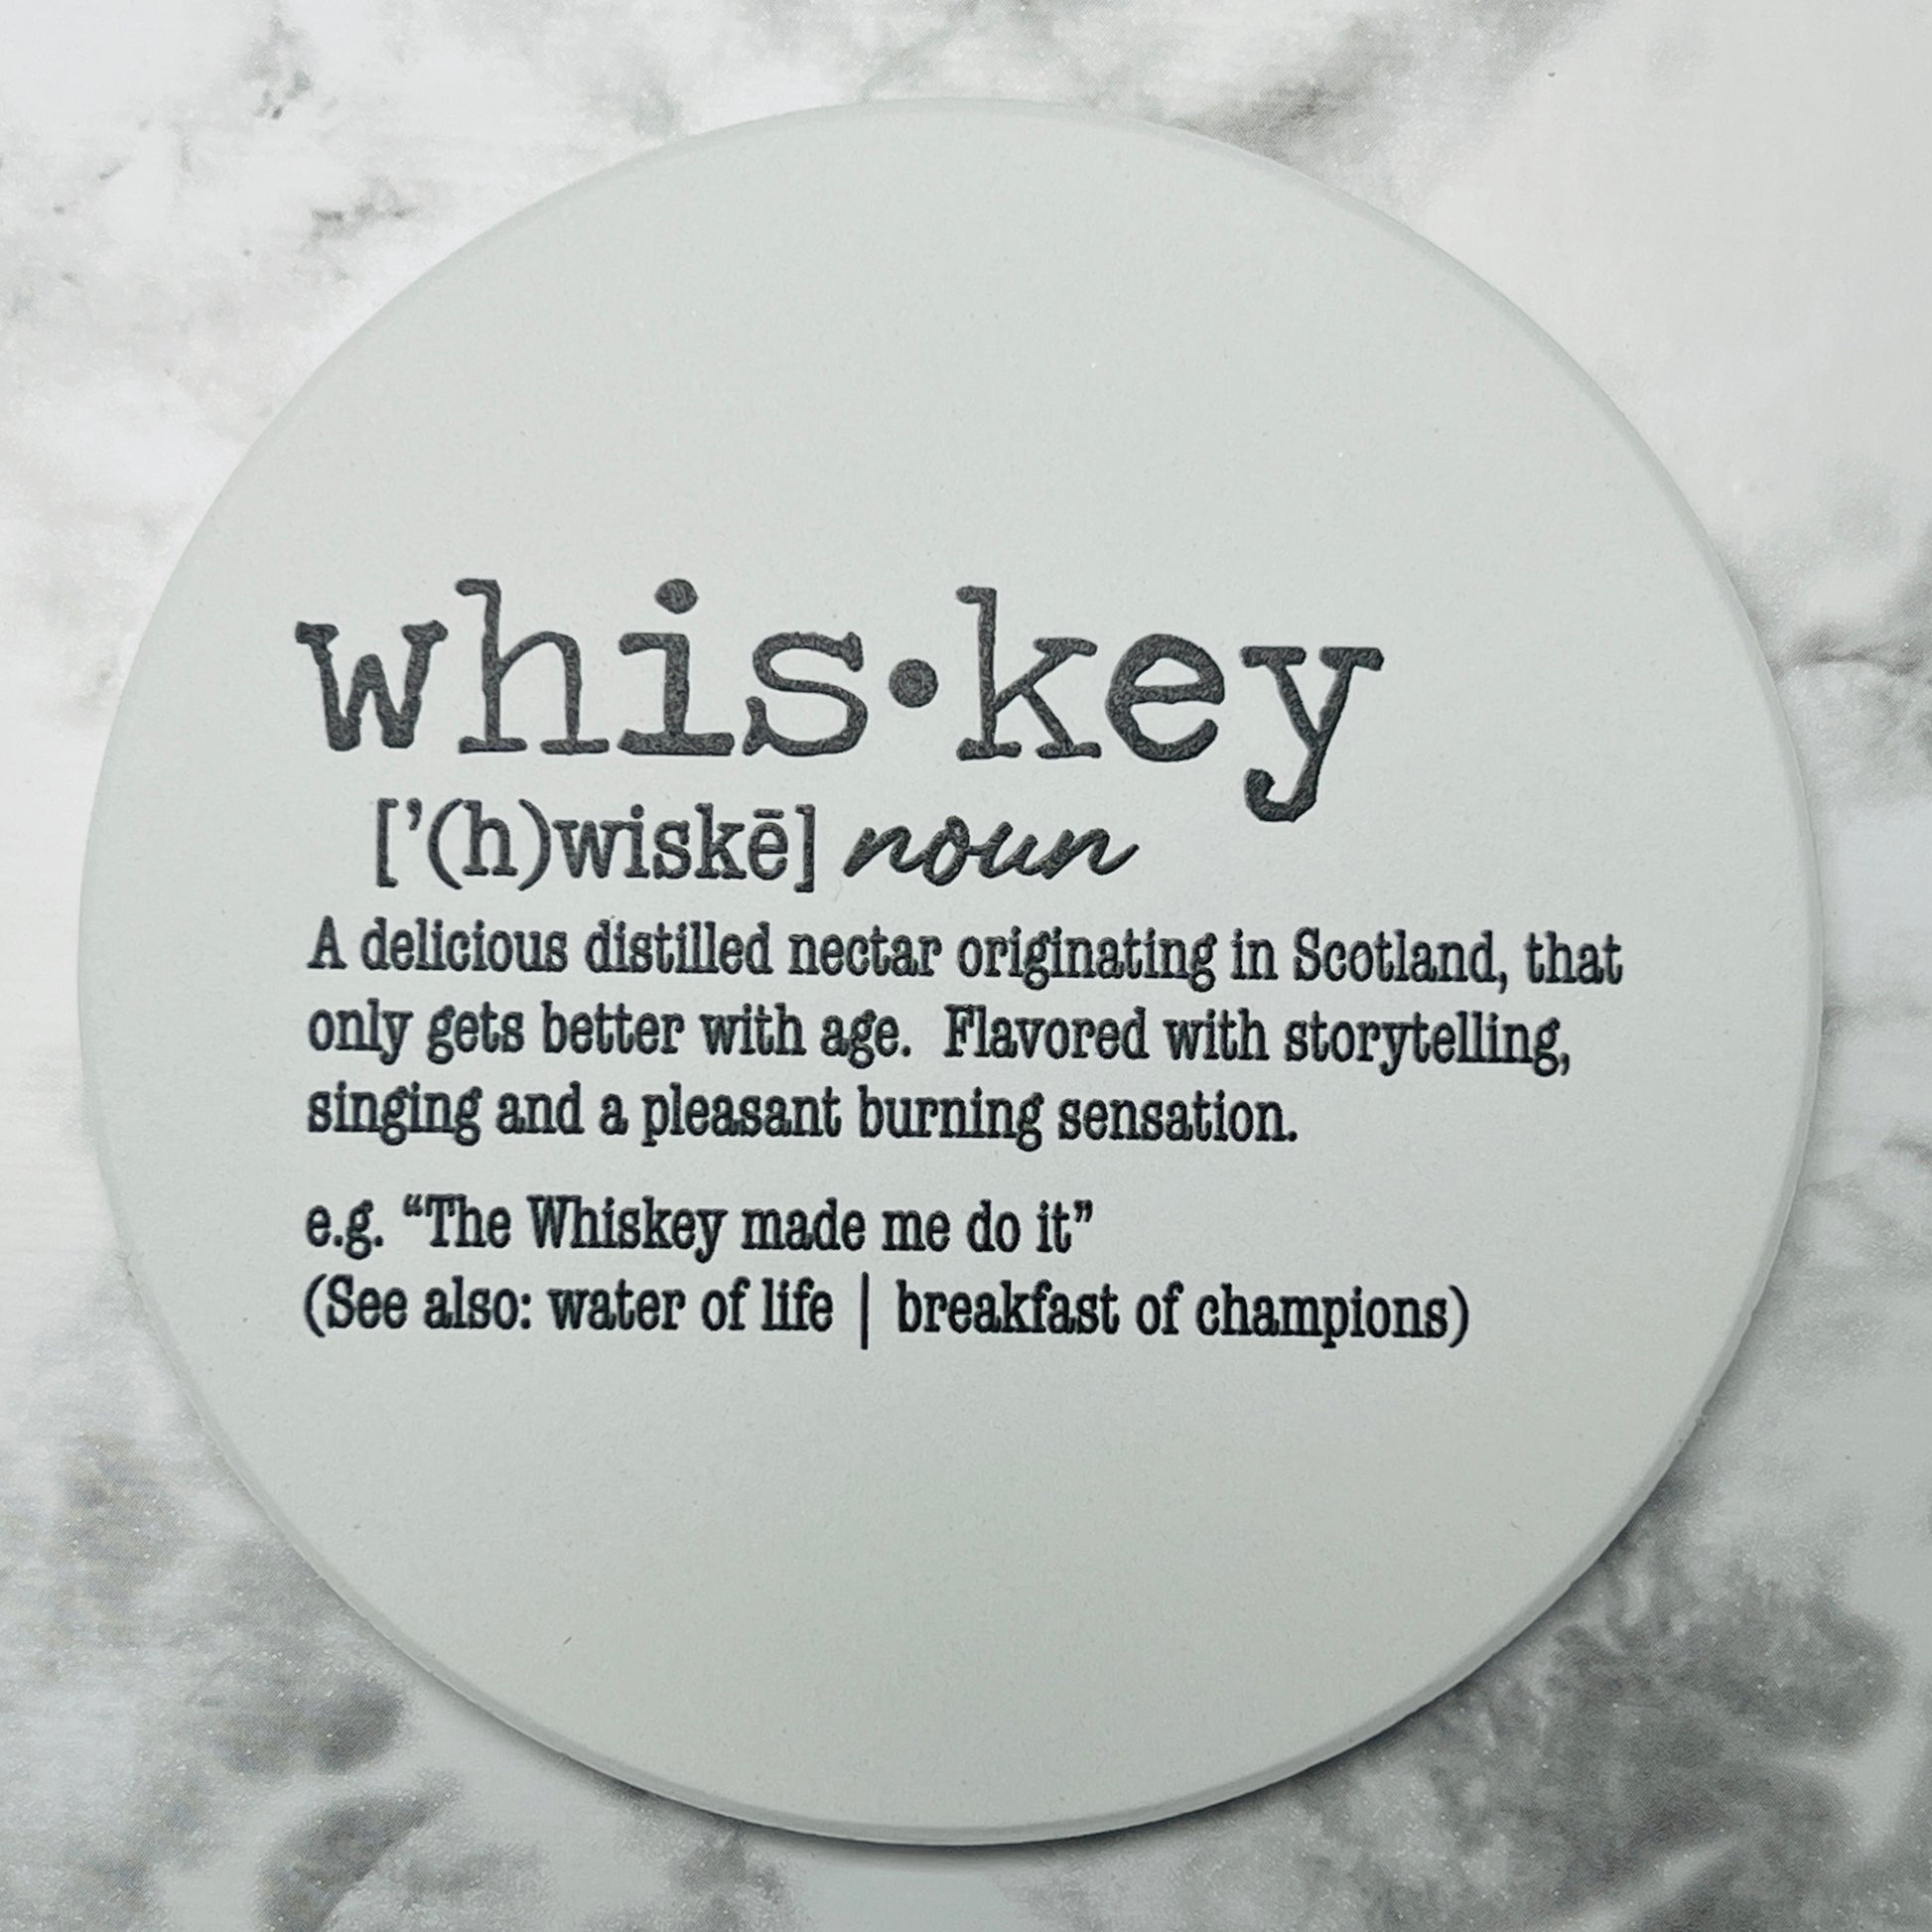 whis•key
['(h)wiskē] noun
A delicious distilled nectar originating in Scotland, that
only gets better with age.  Flavored with storytelling,
singing and a pleasant burning sensation.
e.g. “The Whiskey made me do it”
(See also: water of life | breakfast of champions)